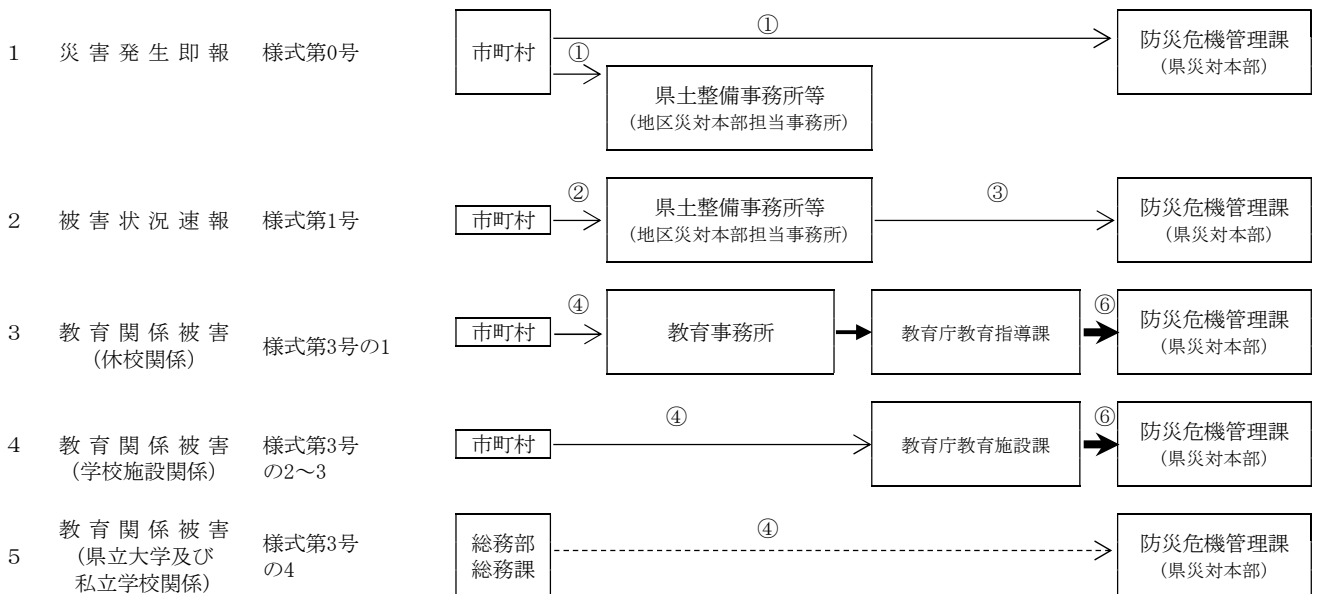 ①
1 災害発生即報 様式第0号 市町村 ① 防災危機管理課
(県災対本部)
県土整備事務所等
(地区災対本部担当事務所)
2 被害状況速報 様式第1号 市町村 ② 県土整備事務所等 ③ 防災危機管理課
(地区災対本部担当事務所) (県災対本部)
3 教育関係被害 様式第3号の1 市町村 ④ 教育事務所 教育庁教育指導課 ⑥ 防災危機管理課
(休校関係) (県災対本部)
4 教育関係被害 様式第3号 市町村 ④ 教育庁教育施設課 ⑥ 防災危機管理課
(学校施設関係) の2～3 (県災対本部)
5 教育関係被害 様式第3号 総務部 ④ 防災危機管理課
(県立大学及び の4 総務課 (県災対本部)
私立学校関係)